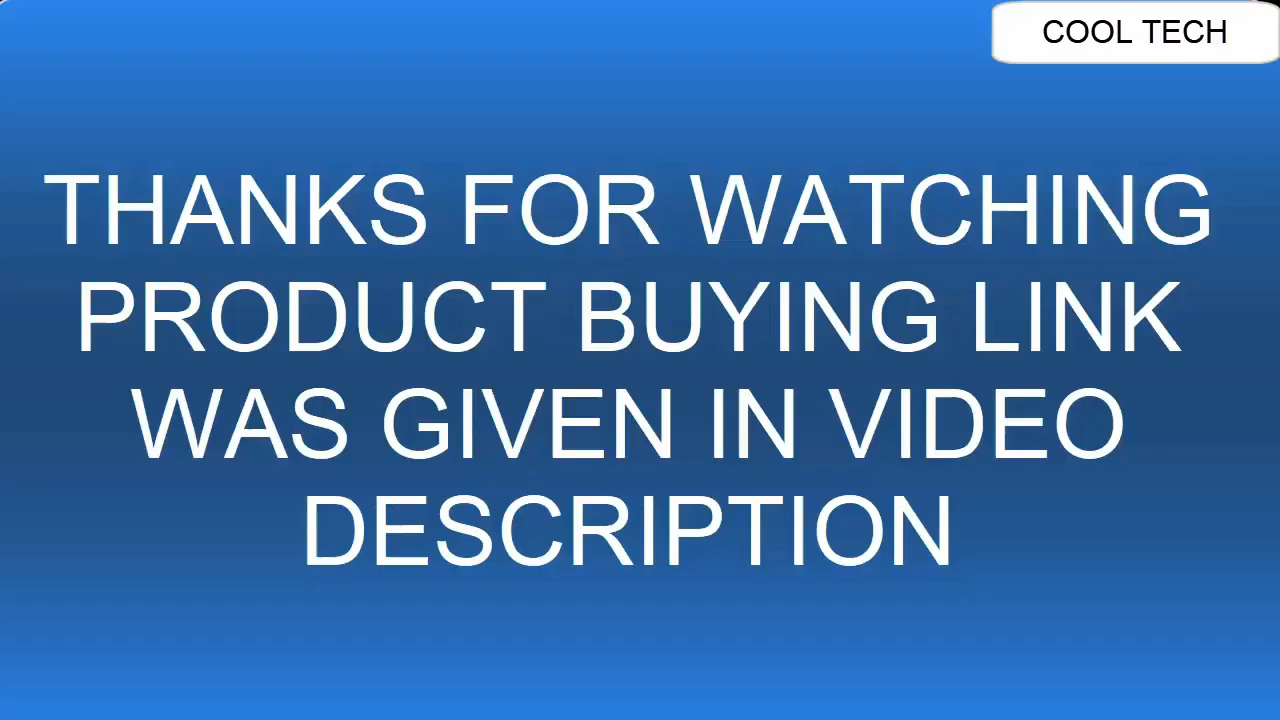 COOL TECH
THANKS FOR WATCHING
PRODUCT BUYING LINK
WAS GIVEN IN VIDEO
DESCRIPTION